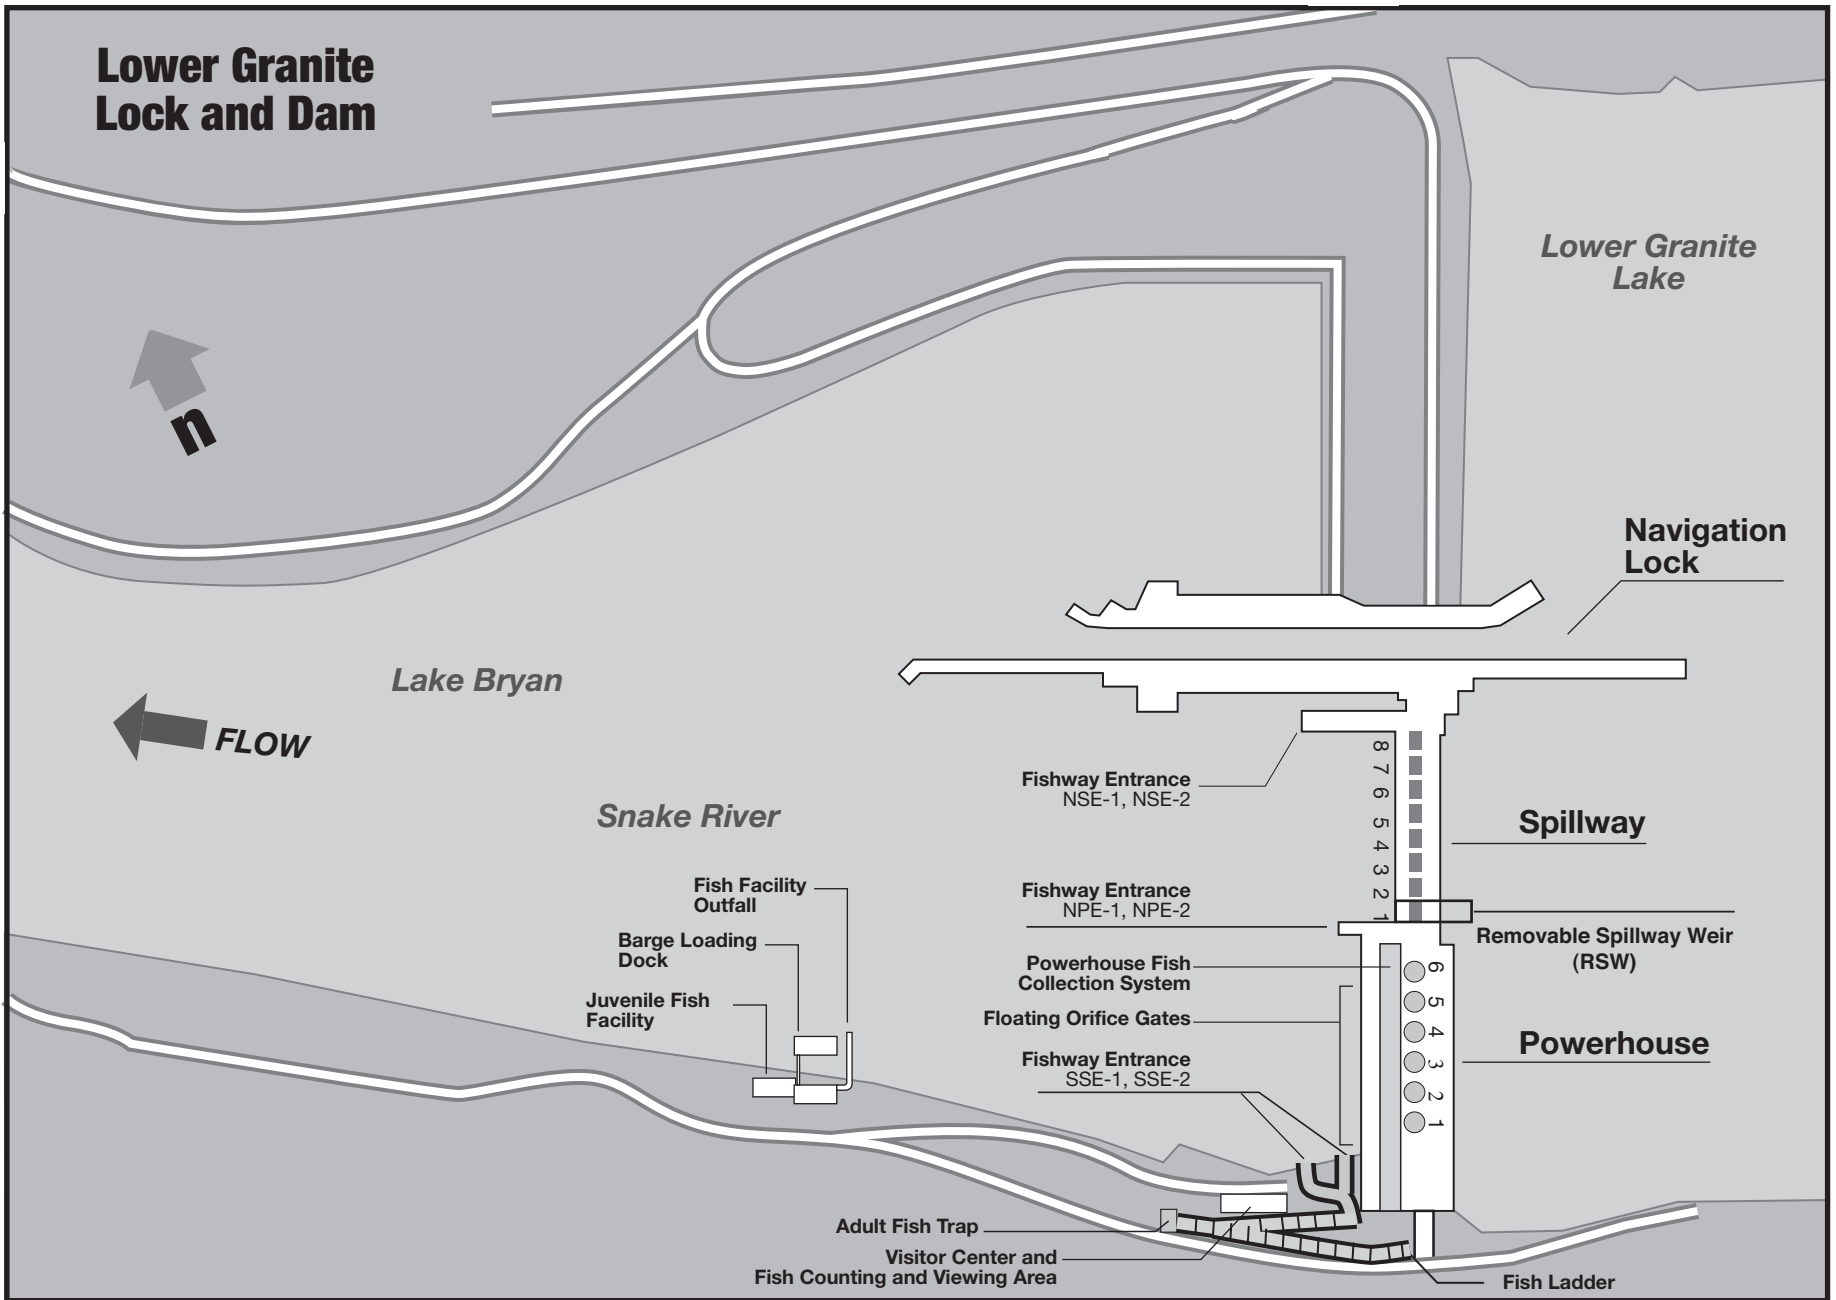 Lower Granite
Lock and Dam
Lower Granite
Lake
n
Navigation
Lock
Lake Bryan
FLOW
Snake River
Fishway Entrance
NSE-1, NSE-2
8
7
6
5
4
3
2
1
Spillway
Fish Facility
Outfall
Fishway Entrance
NPE-1, NPE-2
Removable Spillway Weir
(RSW)
Barge Loading
Dock
Powerhouse Fish
Collection System
Juvenile Fish
Facility
Floating Orifice Gates
6
5
4
3
2
1
Powerhouse
Fishway Entrance
SSE-1, SSE-2
Adult Fish Trap
Visitor Center and
Fish Counting and Viewing Area
Fish Ladder